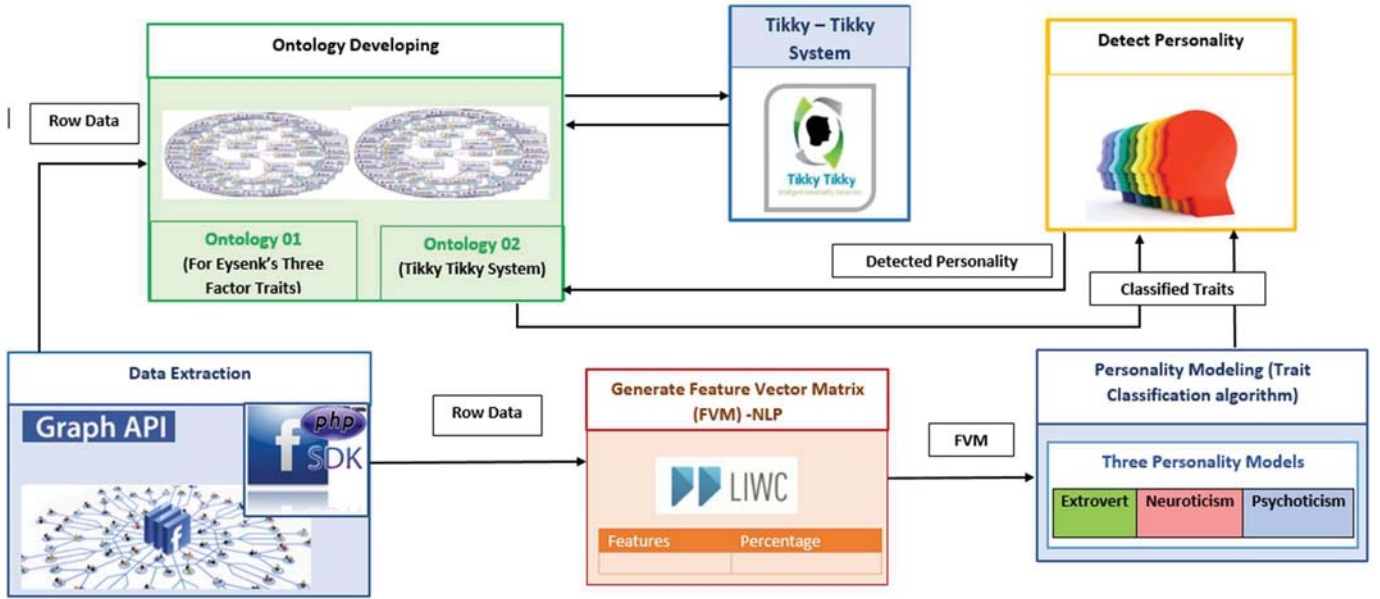 Ontology Developing
Tikky – Tikky
System
Detect Personality
Row Data
Tikky Tikky
Ontology 01
(For Eysenk's Three
Factor Traits)
Ontology 02
(Tikky Tikky System)
Detected Personality
Classified Traits
Data Extraction
Graph API
php
f
SDK
f
Row Data
Generate Feature Vector Matrix
(FVM) -NLP
LIWC
Features
Percentage
FVM
Personality Modeling (Trait
Classification algorithm)
Three Personality Models
Extrovert
Neuroticism
Psychoticism